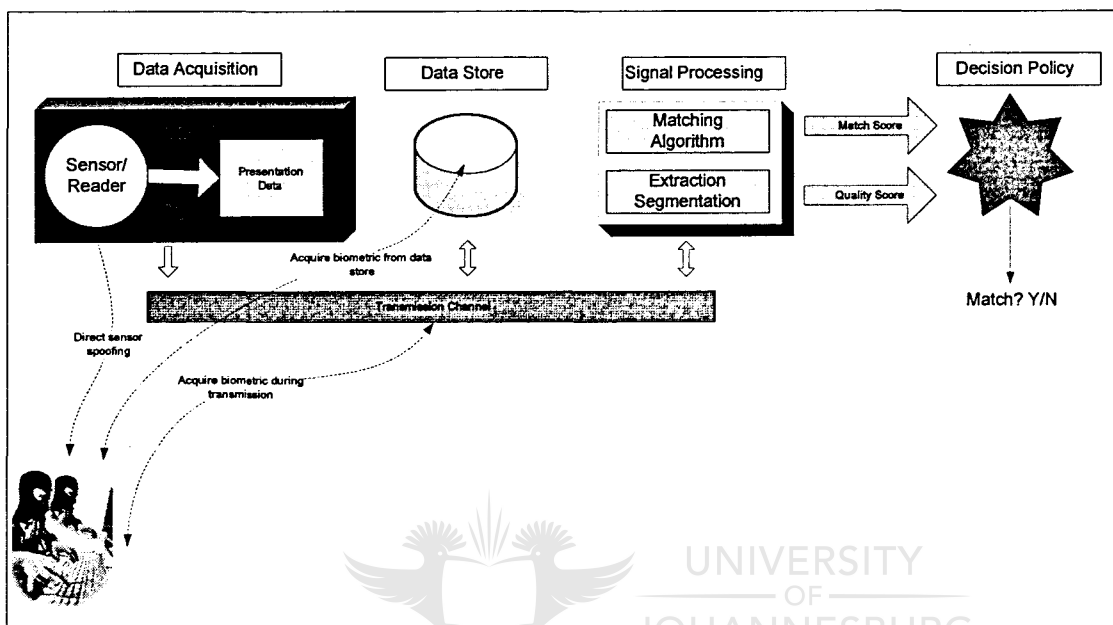 Data Acquisition
Data Store
Signal Processing
Decision Policy
Sensor/
Reader
Presentation
Data
Matching
Algorithm
Extraction
Segmentation
Match Score
Quality Score
Acquire biometric from data
store
Transmission Channel
Match? Y/N
Direct sensor
spoofing
Acquire biometric during
transmission
UNIVERSITY
OF
JOHANNESBURG